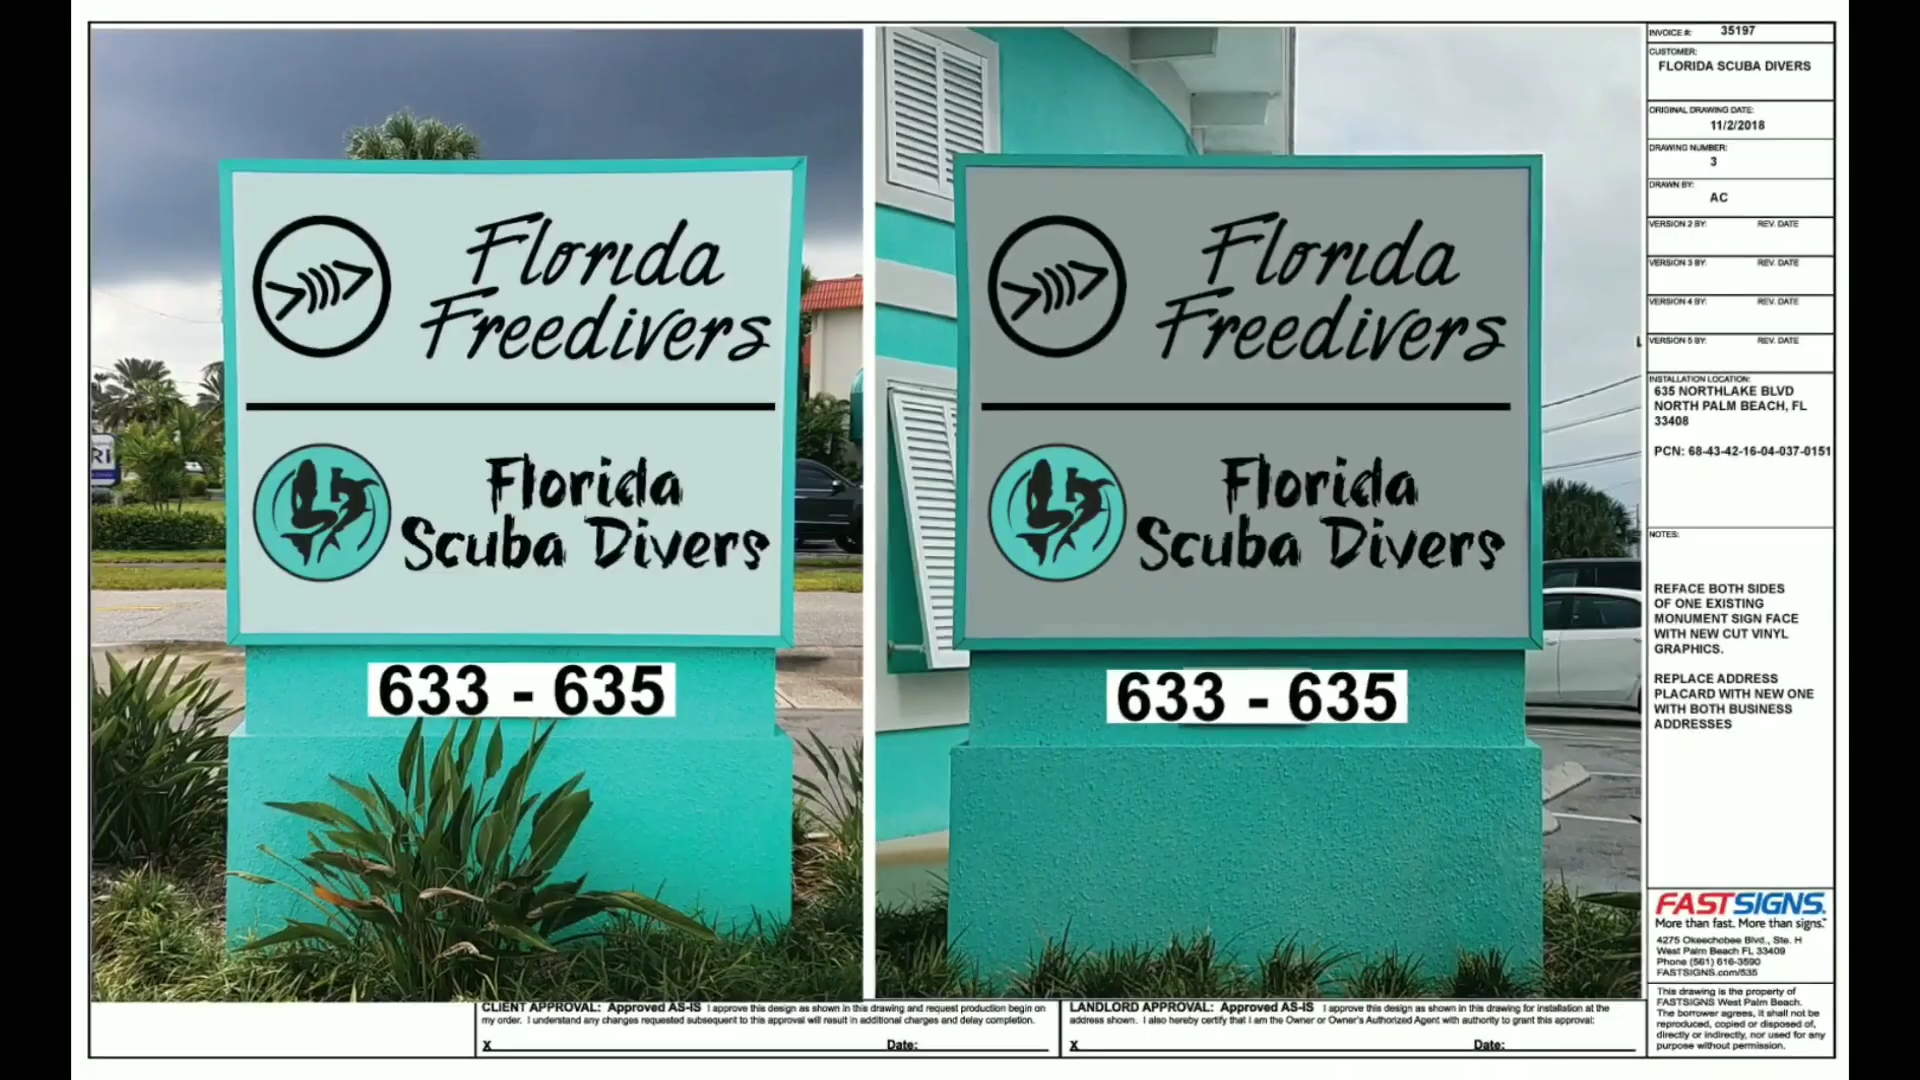 Florida
Freedivers
Florida
Scuba Divers
633 - 635
Florida
Freedivers
Florida
Scuba Divers
633 - 635
INVOICE #: 35197
CUSTOMER:
FLORIDA SCUBA DIVERS
ORIGINAL DRAWING DATE:
11/2/2018
DRAWING NUMBER:
3
DRAWN BY:
AC
VERSION 2 BY: REV. DATE
VERSION 3 BY: REV. DATE
VERSION 4 BY: REV. DATE
VERSION 5 BY: REV. DATE
INSTALLATION LOCATION:
635 NORTHLAKE BLVD
NORTH PALM BEACH, FL
33408
PCN: 68-43-42-16-04-037-0151
NOTES:
REFACE BOTH SIDES
OF ONE EXISTING
MONUMENT SIGN FACE
WITH NEW CUT VINYL
GRAPHICS.
REPLACE ADDRESS
PLACARD WITH NEW ONE
WITH BOTH BUSINESS
ADDRESSES
FASTSIGNS.
More than fast. More than signs.™
4275 Okeechobee Blvd., Ste. H
West Palm Beach FL 33409
Phone (561) 616-3590
FASTSIGNS.com/535
This drawing is the property of
FASTSIGNS West Palm Beach.
The borrower agrees, it shall not be
reproduced, copied or disposed of,
directly or indirectly, nor used for any
purpose without permission.
CLIENT APPROVAL: Approved AS-IS I approve this design as shown in this drawing and request production begin on
my order. I understand any changes requested subsequent to this approval will result in additional charges and delay completion.
X Date:
LANDLORD APPROVAL: Approved AS-IS I approve this design as shown in this drawing for installation at the
address shown. I also hereby certify that I am the Owner or Owner's Authorized Agent with authority to grant this approval:
X Date: